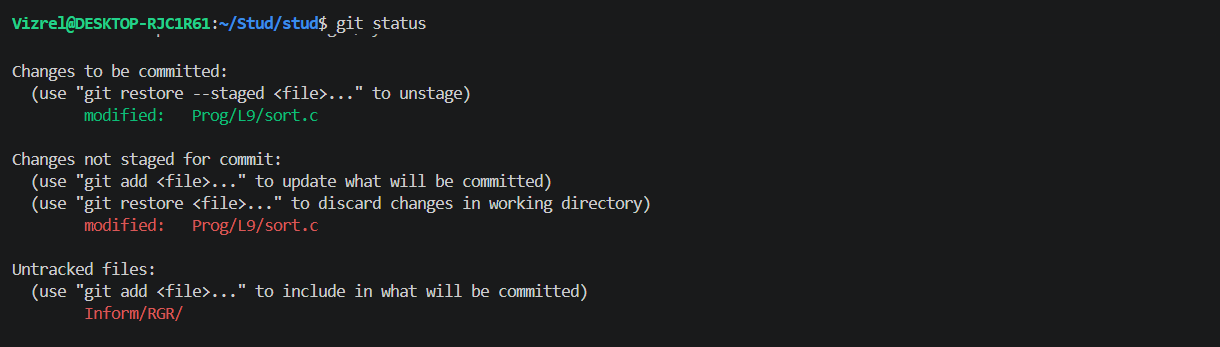 Vizrel@DESKTOP-RJC1R61:~/Stud/stud$ git status
Changes to be committed:
  (use "git restore --staged <file>..." to unstage)
        modified:   Prog/L9/sort.c
Changes not staged for commit:
  (use "git add <file>..." to update what will be committed)
  (use "git restore <file>..." to discard changes in working directory)
        modified:   Prog/L9/sort.c
Untracked files:
  (use "git add <file>..." to include in what will be committed)
        Inform/RGR/